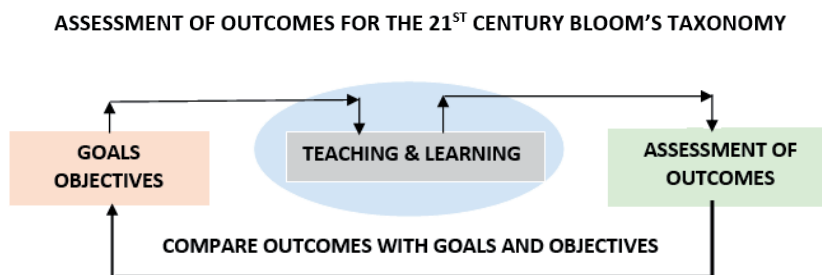 ASSESSMENT OF OUTCOMES FOR THE 21ST CENTURY BLOOM'S TAXONOMY
GOALS
OBJECTIVES
TEACHING & LEARNING
ASSESSMENT OF
OUTCOMES
COMPARE OUTCOMES WITH GOALS AND OBJECTIVES